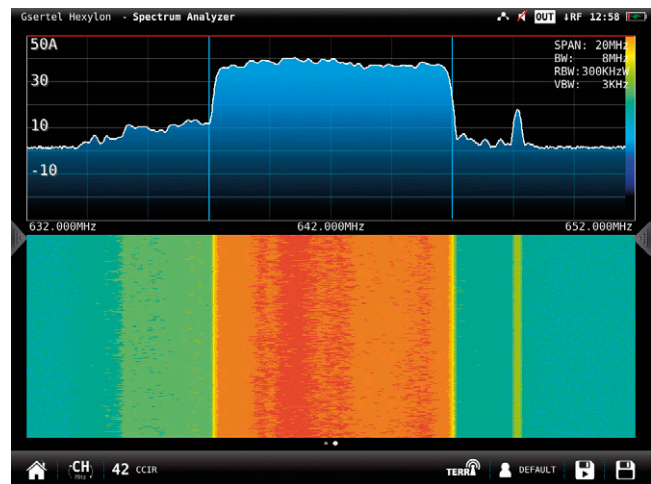 Gsertel Hexylon - Spectrum Analyzer
OUT ↓RF 12:58
50A
SPAN: 20MHz
BW: 8MHz
RBW:300KHzW
VBW: 3KHz
30
10
-10
632.000MHz 642.000MHz 652.000MHz
CH MHz 42 CCIR TERR DEFAULT